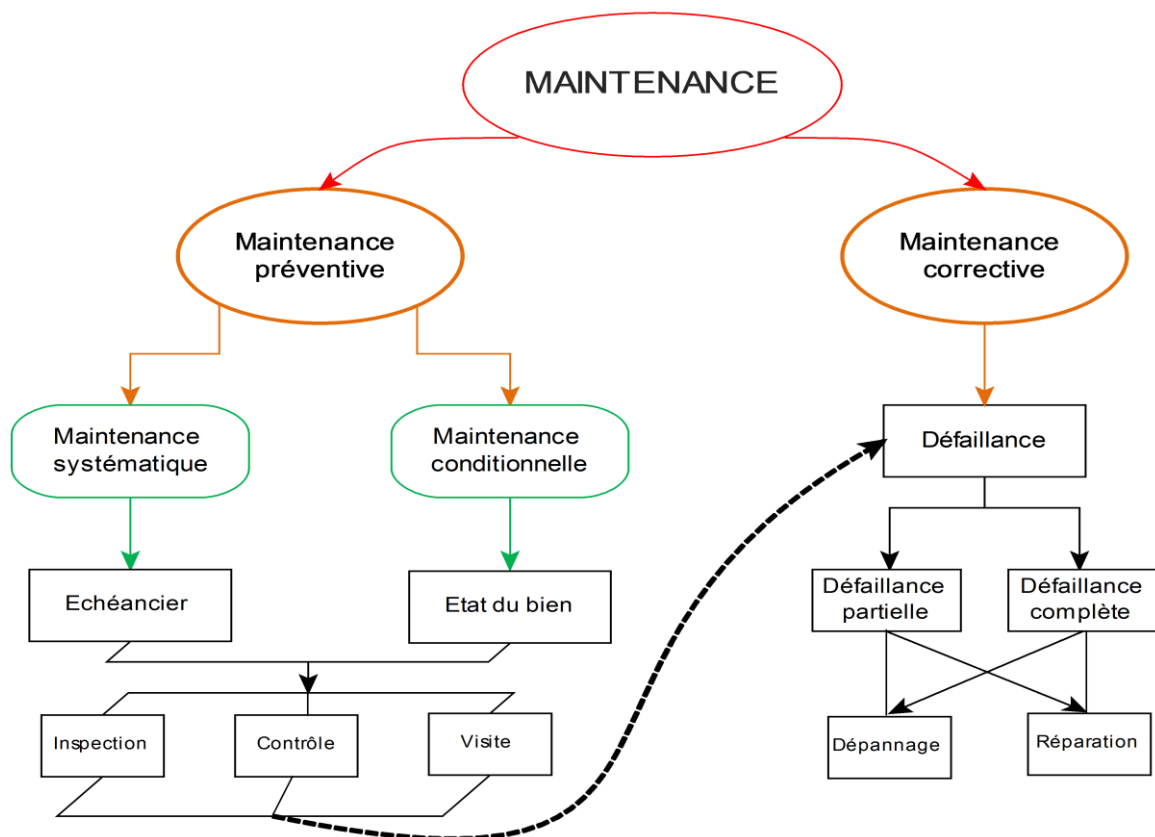 MAINTENANCE
Maintenance
préventive
Maintenance
corrective
Maintenance
systématique
Maintenance
conditionnelle
Défaillance
Echéancier
Etat du bien
Défaillance
partielle
Défaillance
complète
Inspection
Contrôle
Visite
Dépannage
Réparation